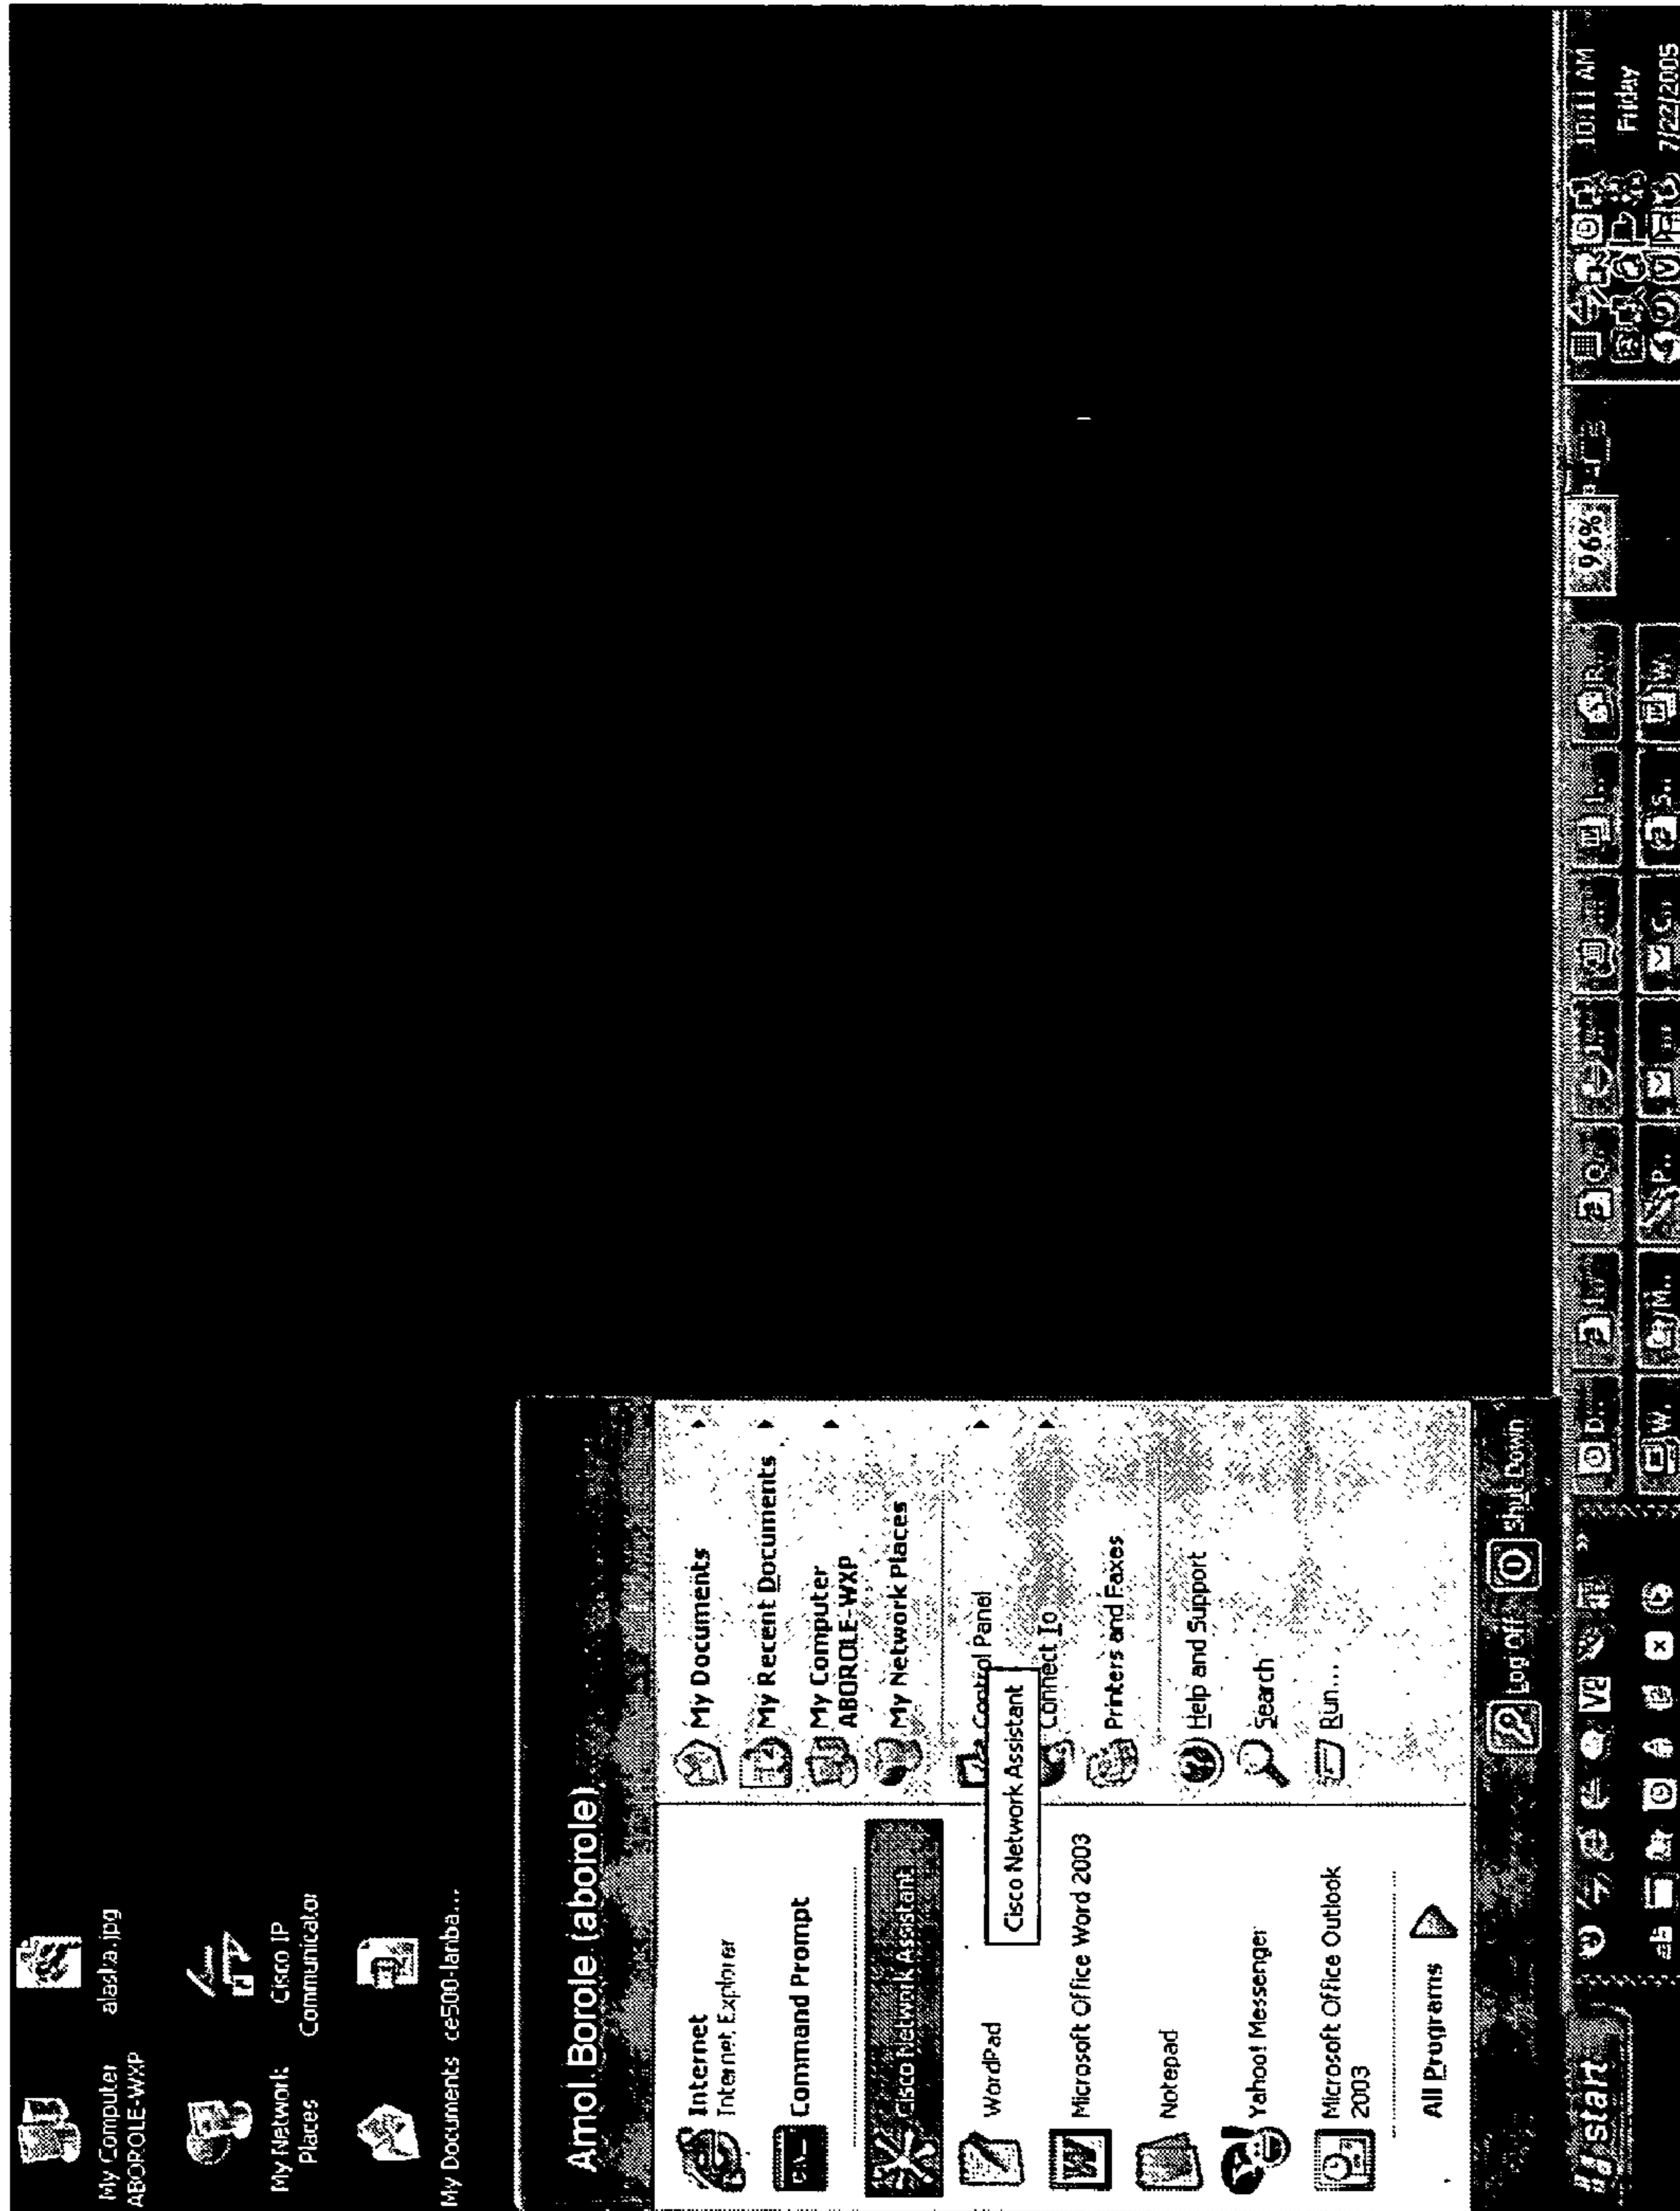 My Computer
ABOROLE-WXP
alaska.jpg
My Network
Places
Cisco IP
Communicator
My Documents
ce500-lanba...
Amol Borole (aborole)
Internet
Internet Explorer
Command Prompt
Cisco Network Assistant
WordPad
Microsoft Office Word 2003
Notepad
Yahoo! Messenger
Microsoft Office Outlook
2003
All Programs
My Documents
My Recent Documents
My Computer
ABOROLE-WXP
My Network Places
Control Panel
Cisco Network Assistant
Connect To
Printers and Faxes
Help and Support
Search
Run...
Log Off
Shut Down
start
D...
Q...
R...
96%
10:11 AM
W...
M...
P...
C...
S...
W...
Friday
7/22/2005